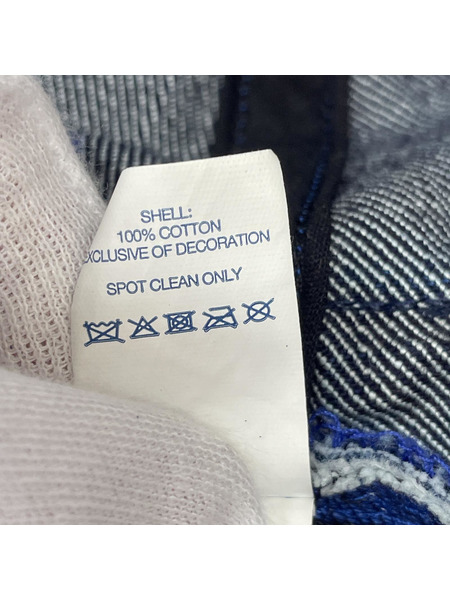 SHELL:
100% COTTON
EXCLUSIVE OF DECORATION
SPOT CLEAN ONLY